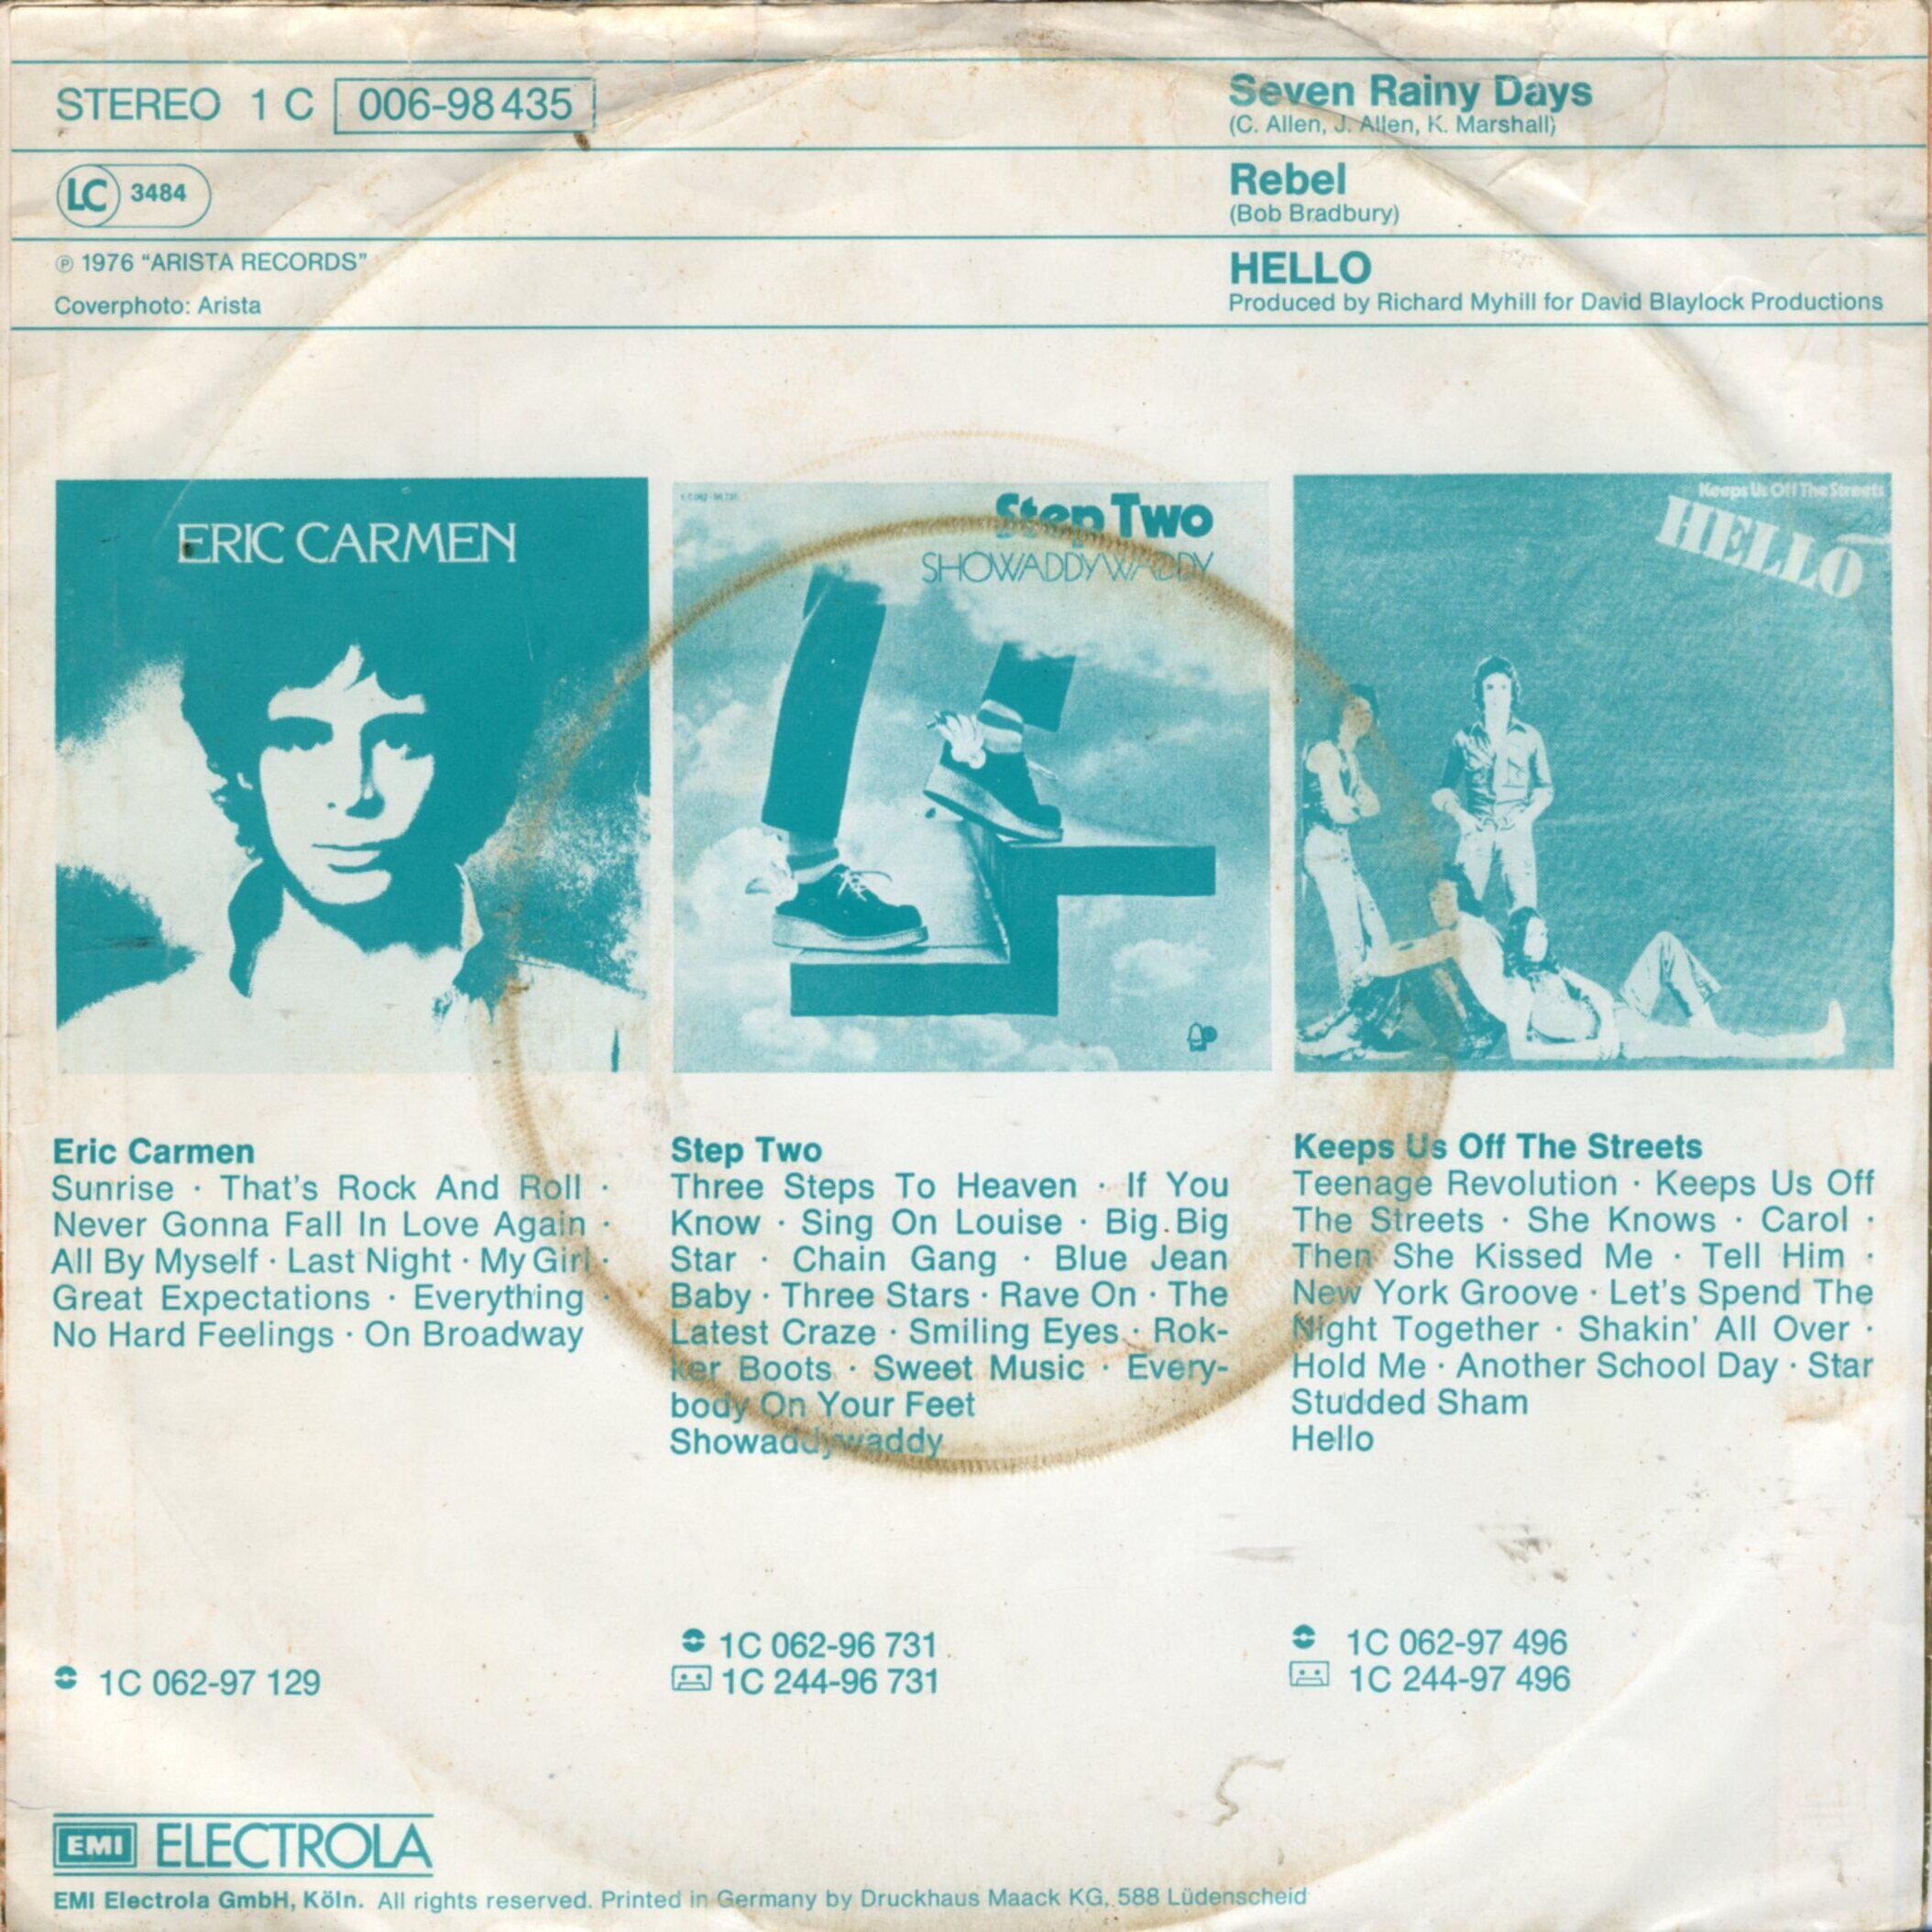 STEREO 1 C 006-98 435
LC 3484
℗ 1976 “ARISTA RECORDS”
Coverphoto: Arista
Seven Rainy Days
(C. Allen, J. Allen, K. Marshall)
Rebel
(Bob Bradbury)
HELLO
Produced by Richard Myhill for David Blaylock Productions
ERIC CARMEN
1 C 062-96 731
Step Two
SHOWADDYWADDY
Keeps Us Off The Streets
HELLO
Eric Carmen
Sunrise · That's Rock And Roll ·
Never Gonna Fall In Love Again ·
All By Myself · Last Night · My Girl ·
Great Expectations · Everything ·
No Hard Feelings · On Broadway
1C 062-97 129
Step Two
Three Steps To Heaven · If You
Know · Sing On Louise · Big Big
Star · Chain Gang · Blue Jean
Baby · Three Stars · Rave On · The
Latest Craze · Smiling Eyes · Rok-
ker Boots · Sweet Music · Every-
body On Your Feet
Showaddywaddy
1C 062-96 731
1C 244-96 731
Keeps Us Off The Streets
Teenage Revolution · Keeps Us Off
The Streets · She Knows · Carol ·
Then She Kissed Me · Tell Him ·
New York Groove · Let's Spend The
Night Together · Shakin' All Over ·
Hold Me · Another School Day · Star
Studded Sham
Hello
1C 062-97 496
1C 244-97 496
5
EMI ELECTROLA
EMI Electrola GmbH, Köln. All rights reserved. Printed in Germany by Druckhaus Maack KG, 588 Lüdenscheid